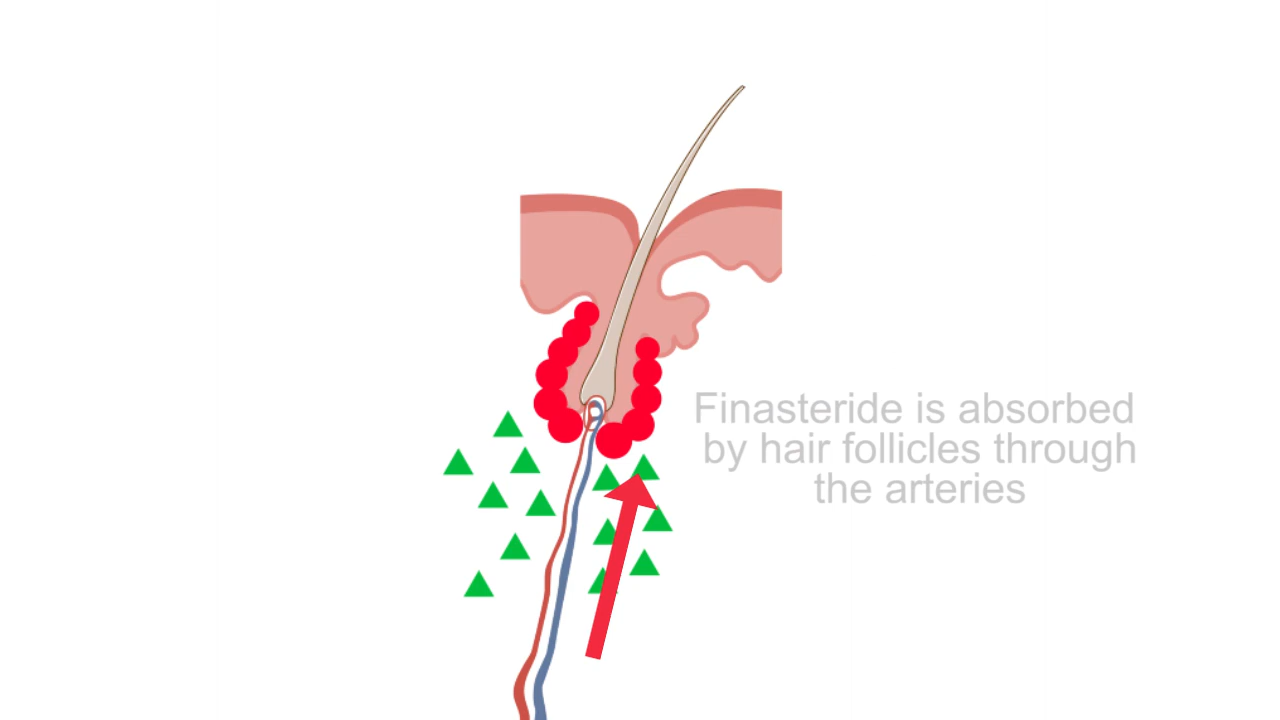 Finasteride is absorbed
by hair follicles through
the arteries